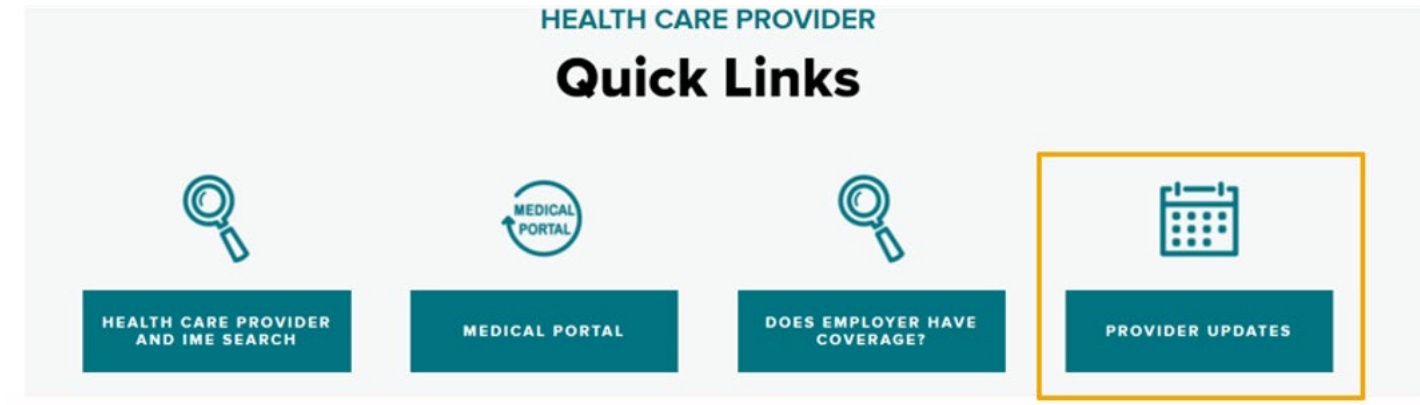 HEALTH CARE PROVIDER
Quick Links
MEDICAL
PORTAL
HEALTH CARE PROVIDER
AND IME SEARCH
MEDICAL PORTAL
DOES EMPLOYER HAVE
COVERAGE?
PROVIDER UPDATES